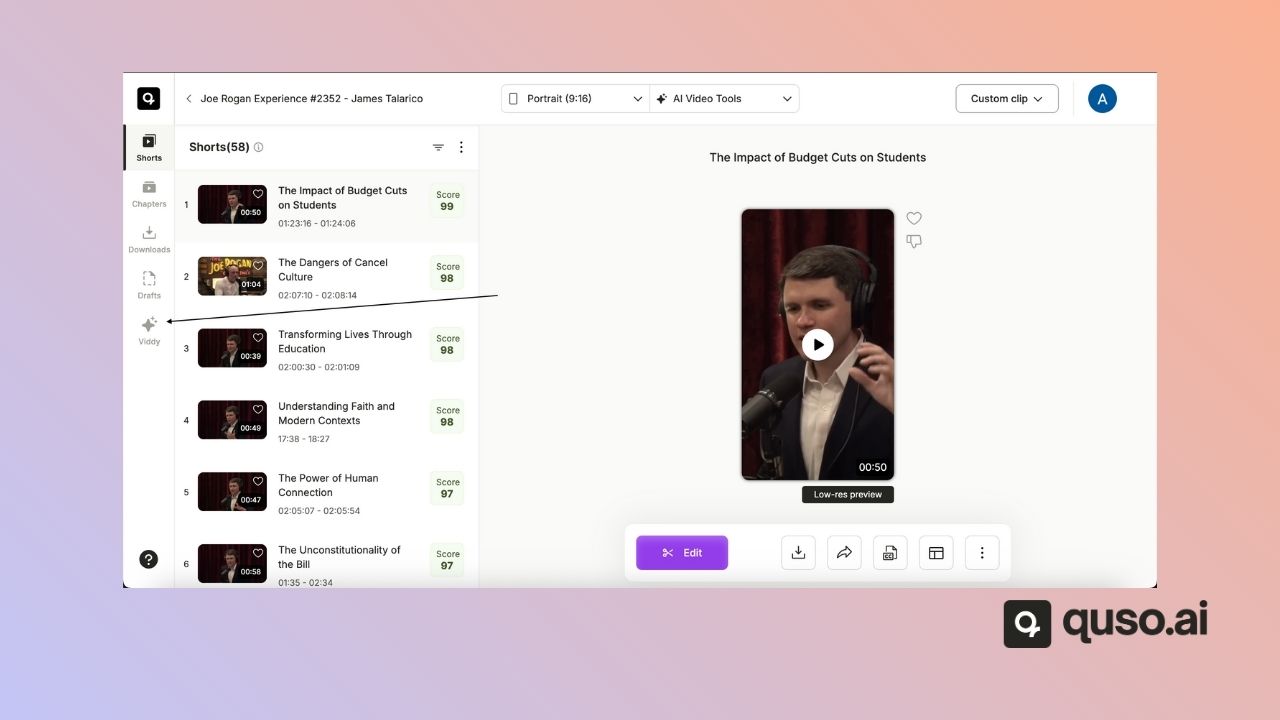 Joe Rogan Experience #2352 - James Talarico
Portrait (9:16)
AI Video Tools
Custom clip
A
Shorts
Chapters
Downloads
Drafts
Viddy
Shorts(58)
1
00:50
The Impact of Budget Cuts
on Students
01:23:16 - 01:24:06
Score
99
2
JOE ROGAN
01:04
The Dangers of Cancel
Culture
02:07:10 - 02:08:14
Score
98
3
00:39
Transforming Lives Through
Education
02:00:30 - 02:01:09
Score
98
4
00:49
Understanding Faith and
Modern Contexts
17:38 - 18:27
Score
98
5
00:47
The Power of Human
Connection
02:05:07 - 02:05:54
Score
97
6
00:58
The Unconstitutionality of
the Bill
01:35 - 02:34
Score
97
The Impact of Budget Cuts on Students
00:50
Low-res preview
Edit
CC
?
quso.ai